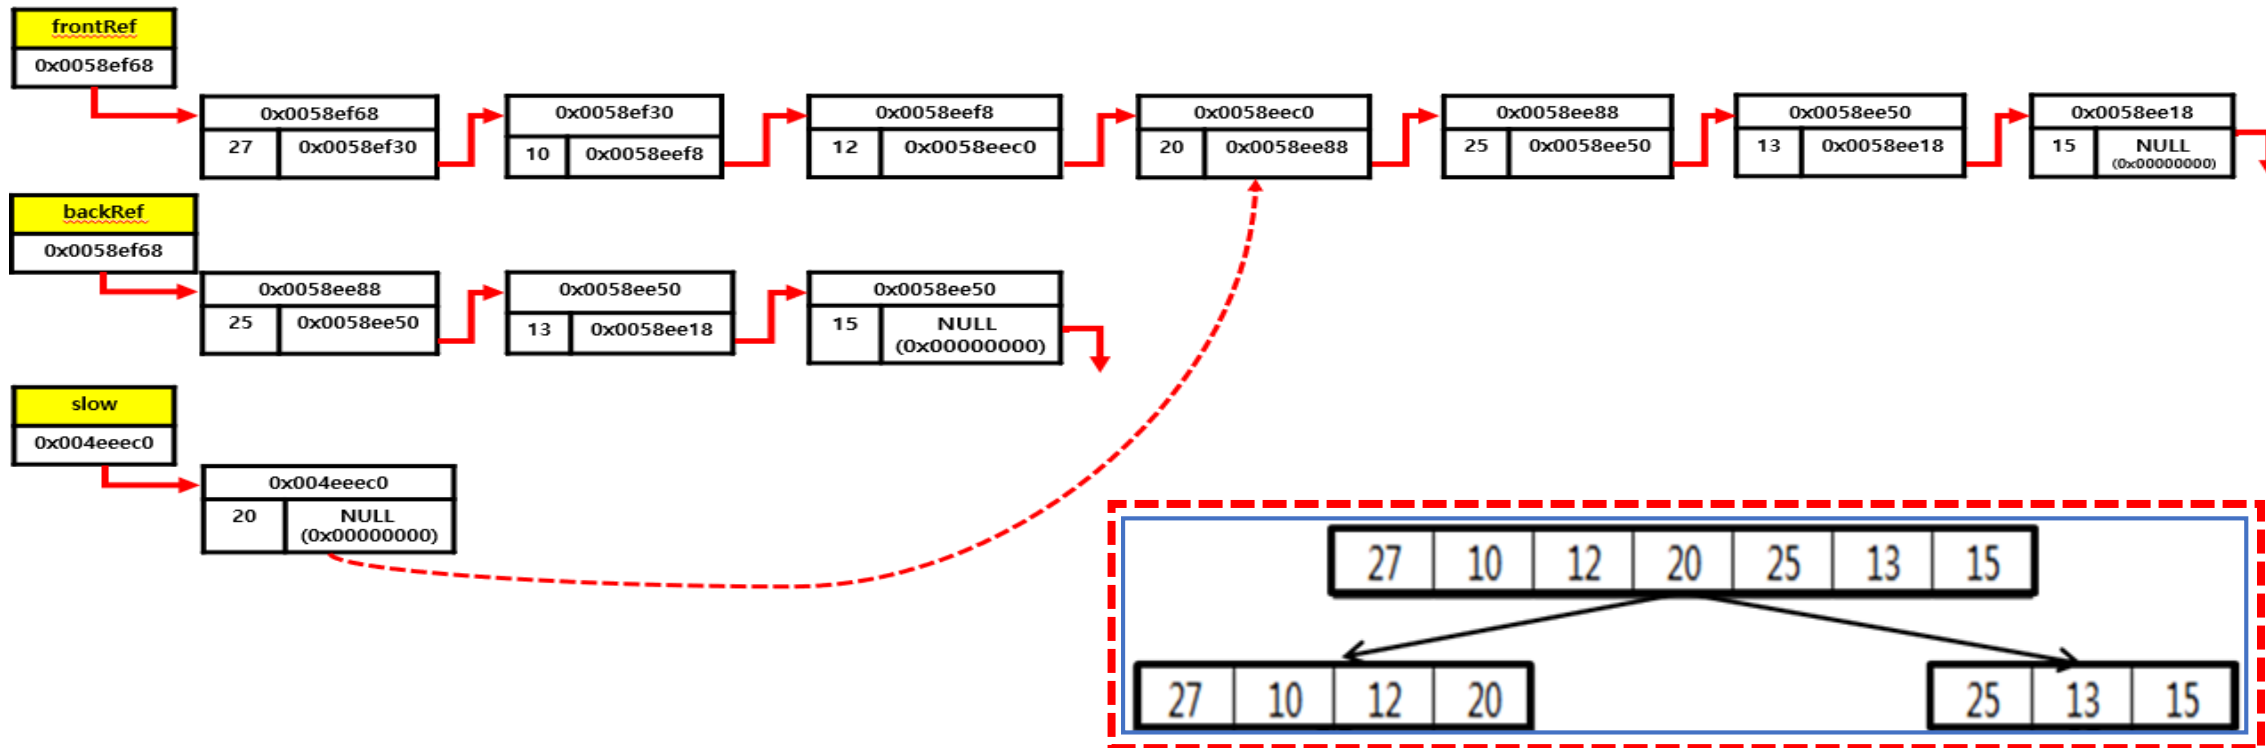 frontRef
0x0058ef68
0x0058ef68
27 0x0058ef30
0x0058ef30
10 0x0058eef8
0x0058eef8
12 0x0058eec0
0x0058eec0
20 0x0058ee88
0x0058ee88
25 0x0058ee50
0x0058ee50
13 0x0058ee18
0x0058ee18
15 NULL
(0x00000000)
backRef
0x0058ef68
0x0058ee88
25 0x0058ee50
0x0058ee50
13 0x0058ee18
0x0058ee50
15 NULL
(0x00000000)
slow
0x004eeec0
0x004eeec0
20 NULL
(0x00000000)
27 10 12 20 25 13 15
27 10 12 20
25 13 15